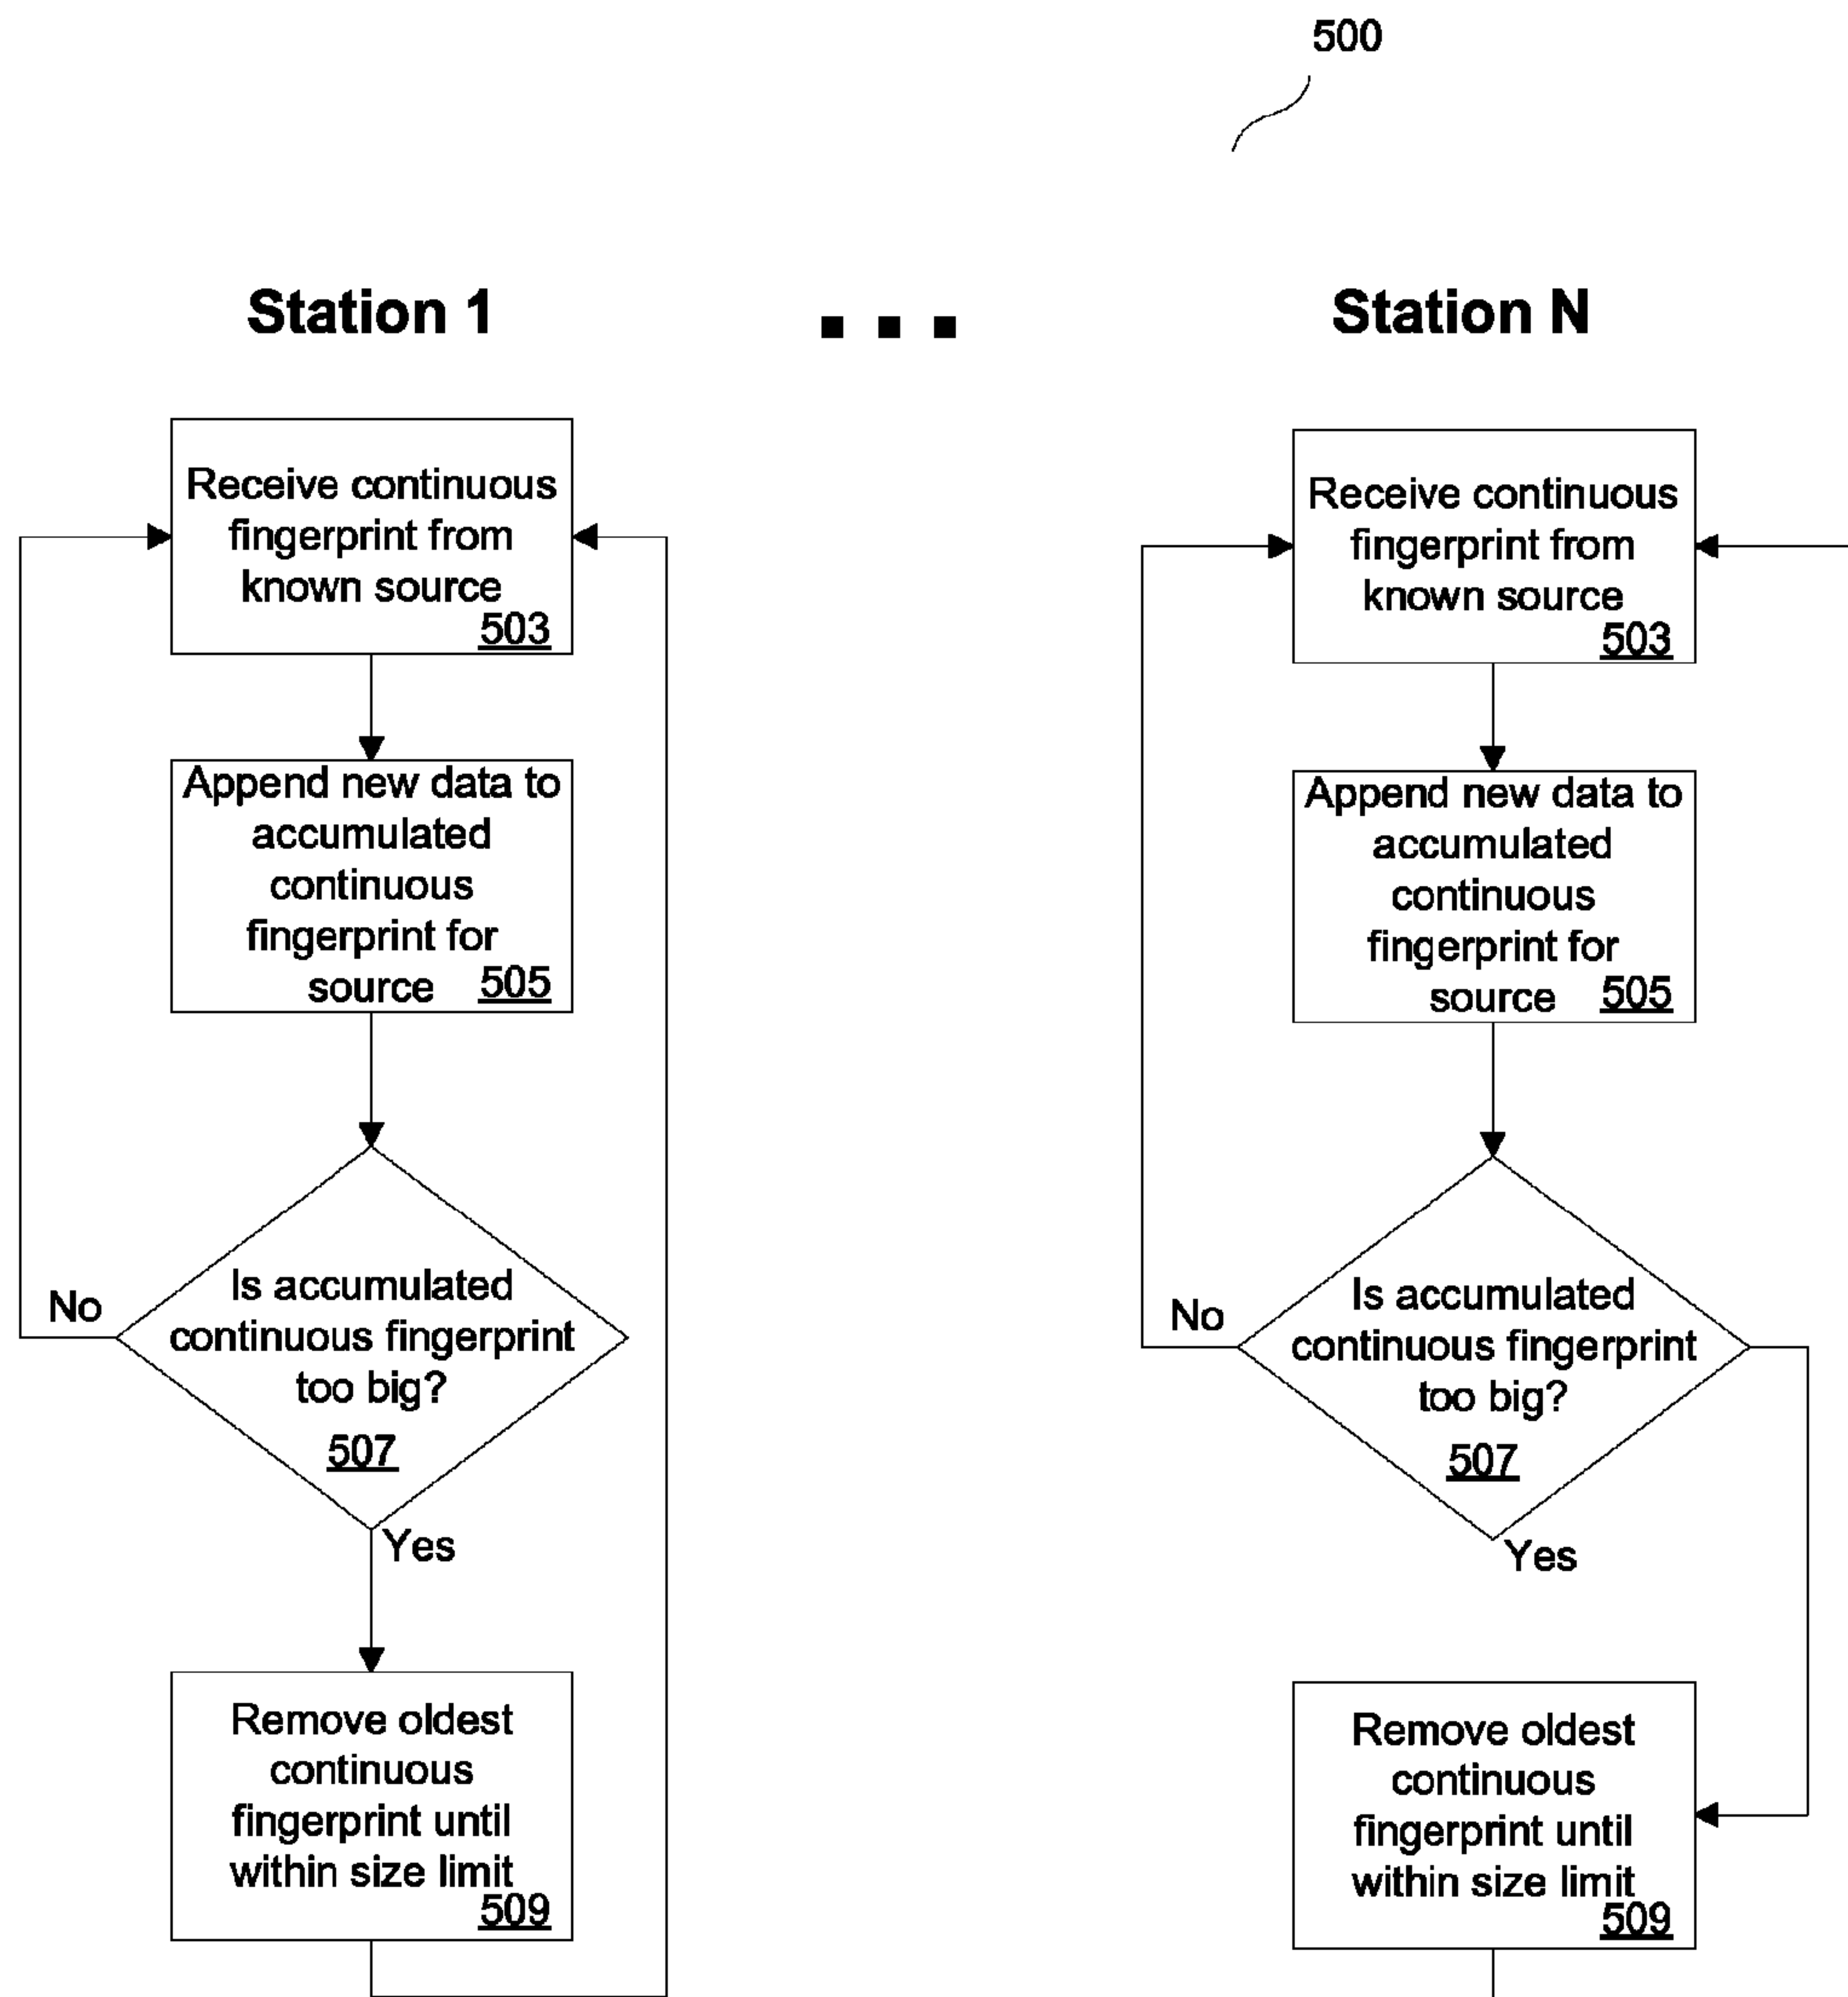 500
Station 1
...
Station N
Receive continuous
fingerprint from
known source
503
Append new data to
accumulated
continuous
fingerprint for
source 505
Is accumulated
continuous fingerprint
too big?
507
No
Yes
Remove oldest
continuous
fingerprint until
within size limit
509
Receive continuous
fingerprint from
known source
503
Append new data to
accumulated
continuous
fingerprint for
source 505
Is accumulated
continuous fingerprint
too big?
507
No
Yes
Remove oldest
continuous
fingerprint until
within size limit
509